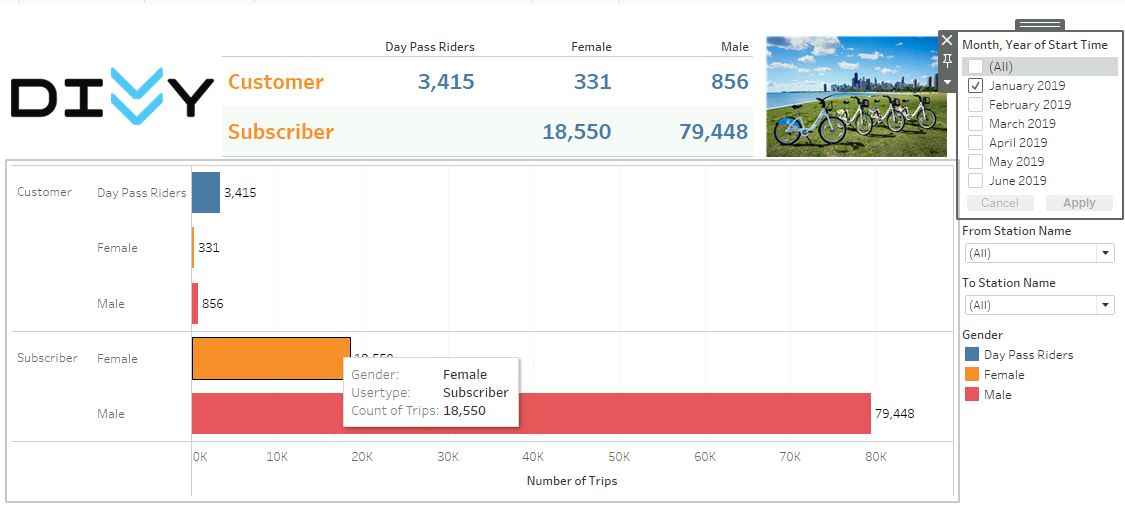 Day Pass Riders Female Male
Customer 3,415 331 856
Subscriber 18,550 79,448
DIVVY
Month, Year of Start Time
(All)
January 2019
February 2019
March 2019
April 2019
May 2019
June 2019
Cancel Apply
From Station Name
(All)
To Station Name
(All)
Gender
Day Pass Riders
Female
Male
Customer Day Pass Riders 3,415
Female 331
Male 856
Subscriber Female 18,550
Gender: Female
Usertype: Subscriber
Count of Trips: 18,550
Male 79,448
0K 10K 20K 30K 40K 50K 60K 70K 80K
Number of Trips